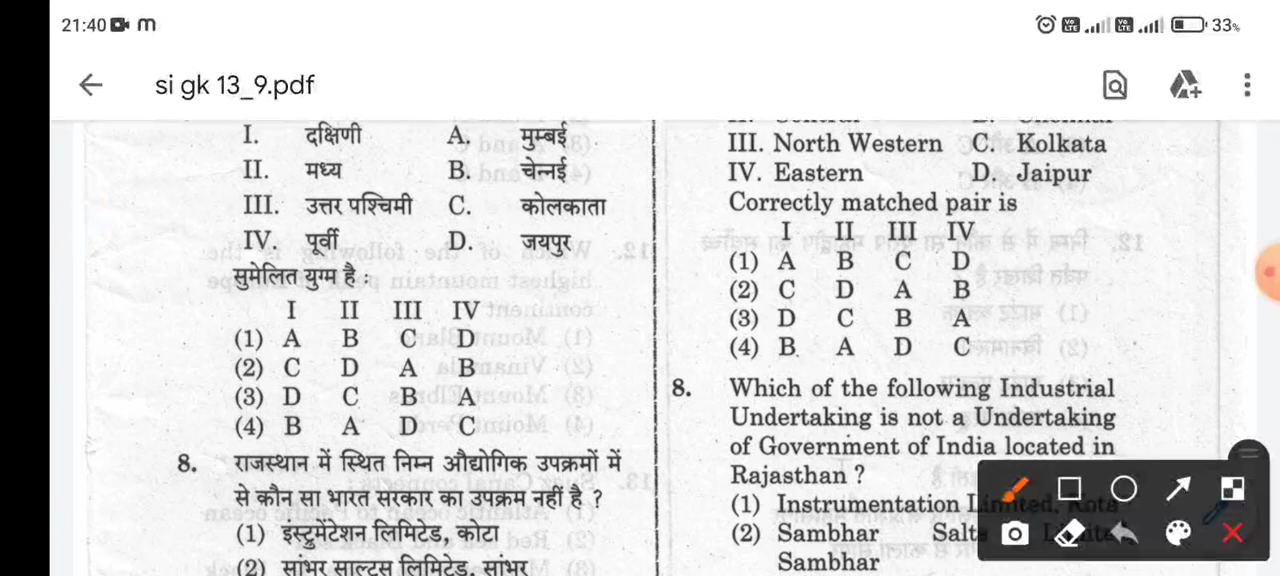 21:40 m 33%
si gk 13_9.pdf
I. दक्षिणी A. मुम्बई
II. मध्य B. चेन्नई
III. उत्तर पश्चिमी C. कोलकाता
IV. पूर्वी D. जयपुर
सुमेलित युग्म है :
I II III IV
(1) A B C D
(2) C D A B
(3) D C B A
(4) B A D C
8. राजस्थान में स्थित निम्न औद्योगिक उपक्रमों में
से कौन सा भारत सरकार का उपक्रम नहीं है ?
(1) इंस्ट्रुमेंटेशन लिमिटेड, कोटा
(2) सांभर साल्ट्स लिमिटेड, सांभर
III. North Western C. Kolkata
IV. Eastern D. Jaipur
Correctly matched pair is
I II III IV
(1) A B C D
(2) C D A B
(3) D C B A
(4) B A D C
8. Which of the following Industrial
Undertaking is not a Undertaking
of Government of India located in
Rajasthan ?
(1) Instrumentation Limited, Kota
(2) Sambhar Salts
Sambhar